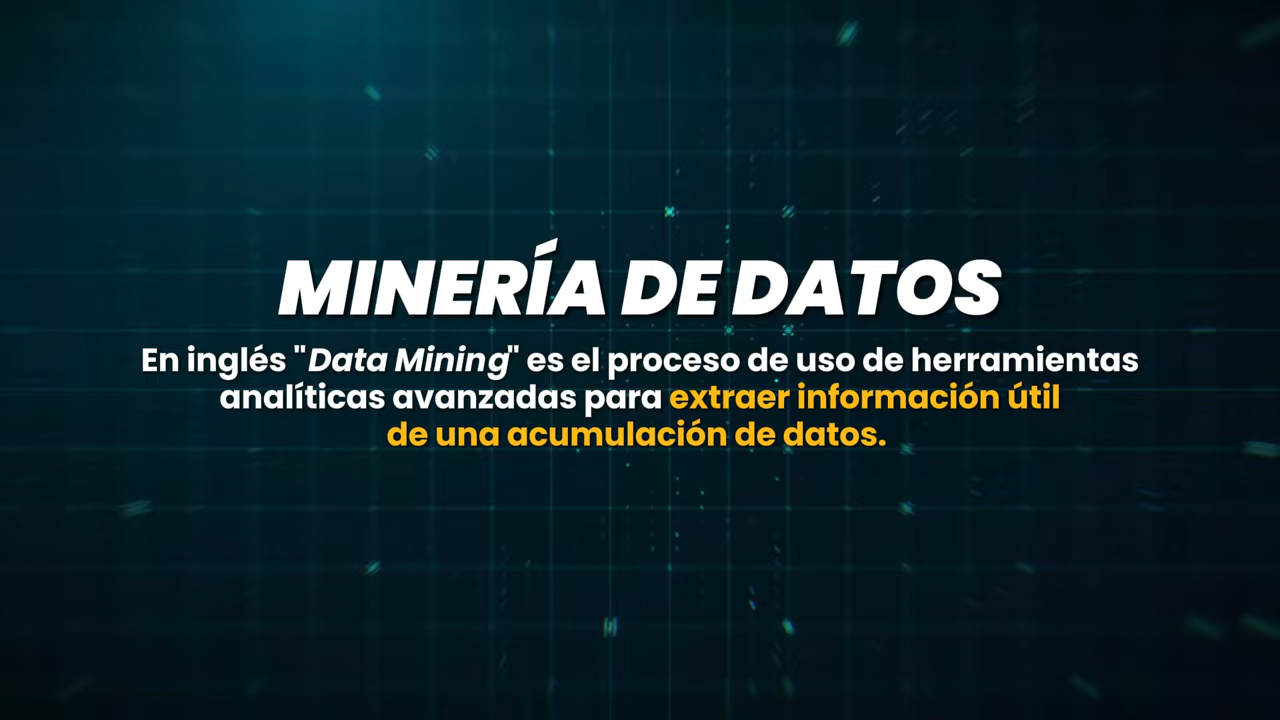 MINERÍA DE DATOS
En inglés "Data Mining" es el proceso de uso de herramientas
analíticas avanzadas para extraer información útil
de una acumulación de datos.